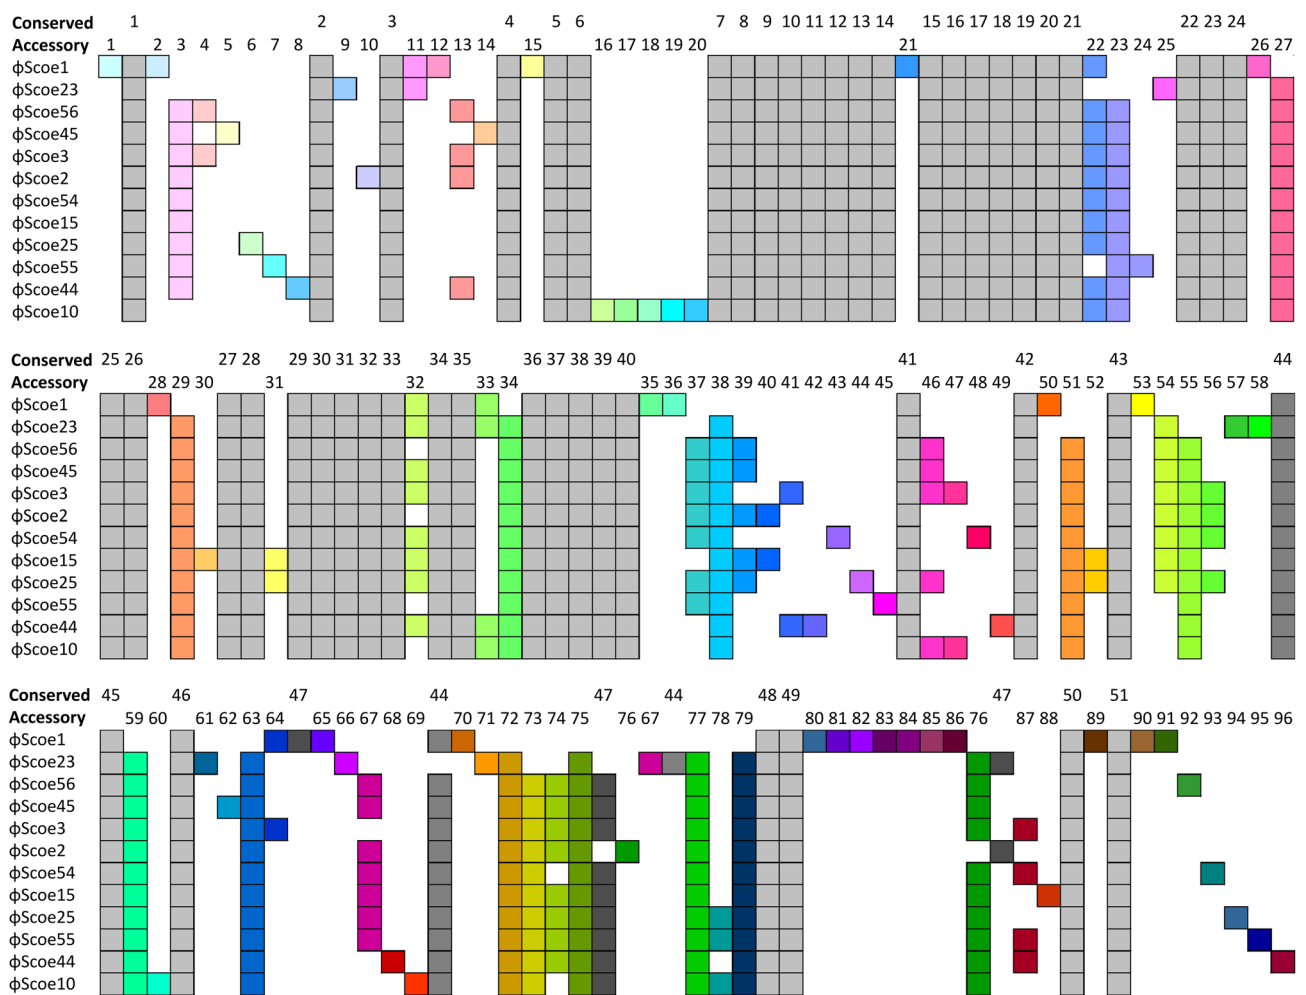 Conserved 1 2 3 4 5 6 7 8 9 10 11 12 13 14 15 16 17 18 19 20 21 22 23 24
Accessory 1 2 3 4 5 6 7 8 9 10 11 12 13 14 15 16 17 18 19 20 21 22 23 24 25 26 27
ϕScoe1
ϕScoe23
ϕScoe56
ϕScoe45
ϕScoe3
ϕScoe2
ϕScoe54
ϕScoe15
ϕScoe25
ϕScoe55
ϕScoe44
ϕScoe10
Conserved 25 26 27 28 29 30 31 32 33 34 35 36 37 38 39 40 41 42 43 44
Accessory 28 29 30 31 32 33 34 35 36 37 38 39 40 41 42 43 44 45 46 47 48 49 50 51 52 53 54 55 56 57 58
ϕScoe1
ϕScoe23
ϕScoe56
ϕScoe45
ϕScoe3
ϕScoe2
ϕScoe54
ϕScoe15
ϕScoe25
ϕScoe55
ϕScoe44
ϕScoe10
Conserved 45 46 47 44 47 44 48 49 47 50 51
Accessory 59 60 61 62 63 64 65 66 67 68 69 70 71 72 73 74 75 76 67 77 78 79 80 81 82 83 84 85 86 76 87 88 89 90 91 92 93 94 95 96
ϕScoe1
ϕScoe23
ϕScoe56
ϕScoe45
ϕScoe3
ϕScoe2
ϕScoe54
ϕScoe15
ϕScoe25
ϕScoe55
ϕScoe44
ϕScoe10